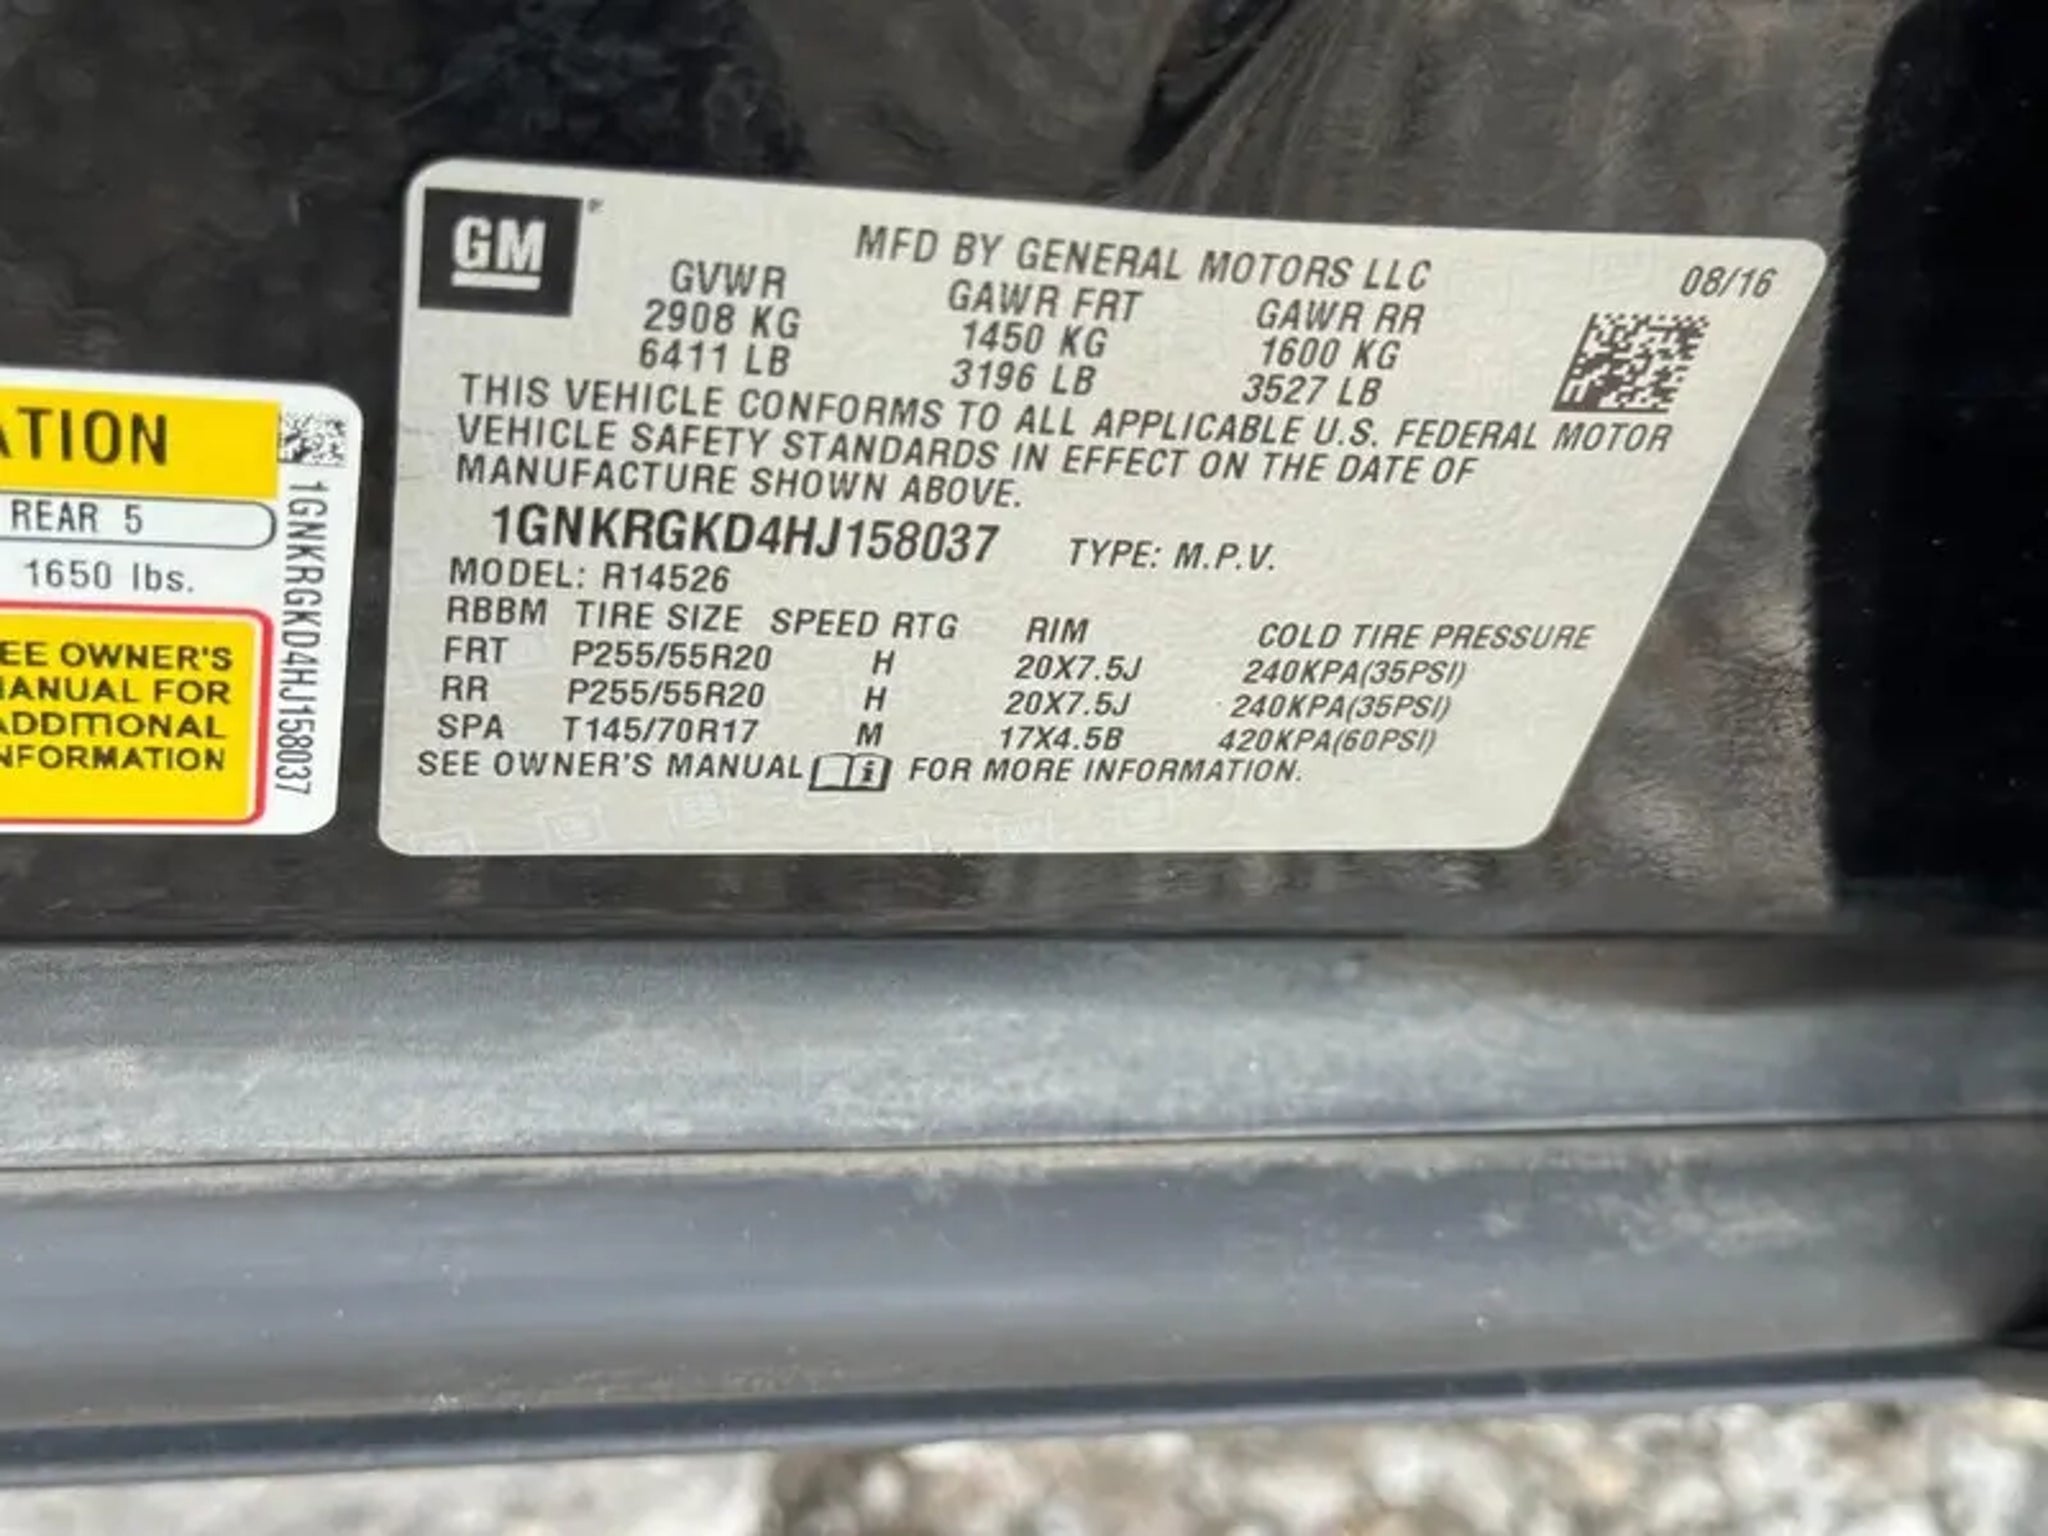 GM
MFD BY GENERAL MOTORS LLC
08/16
GVWR GAWR FRT GAWR RR
2908 KG 1450 KG 1600 KG
6411 LB 3196 LB 3527 LB
THIS VEHICLE CONFORMS TO ALL APPLICABLE U.S. FEDERAL MOTOR
VEHICLE SAFETY STANDARDS IN EFFECT ON THE DATE OF
MANUFACTURE SHOWN ABOVE.
1GNKRGKD4HJ158037 TYPE: M.P.V.
MODEL: R14526
RBBM TIRE SIZE SPEED RTG RIM COLD TIRE PRESSURE
FRT P255/55R20 H 20X7.5J 240KPA(35PSI)
RR P255/55R20 H 20X7.5J 240KPA(35PSI)
SPA T145/70R17 M 17X4.5B 420KPA(60PSI)
SEE OWNER'S MANUAL FOR MORE INFORMATION.
ATION
REAR 5
1650 lbs.
EE OWNER'S
MANUAL FOR
ADDITIONAL
NFORMATION
1GNKRGKD4HJ158037